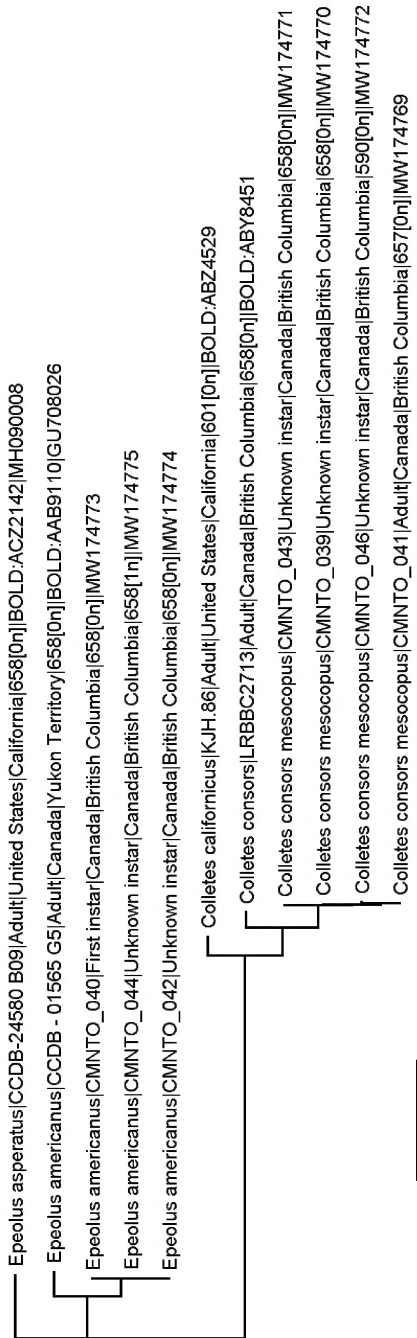 Epeolus asperatus|CCDB-24580 B09|Adult|United States|California|658[0n]|BOLD:ACZ2142|MH090008
Epeolus americanus|CCDB - 01565 G5|Adult|Canada|Yukon Territory|658[0n]|BOLD:AAB9110|GU708026
Epeolus americanus|CMNTO_040|First instar|Canada|British Columbia|658[0n]|MW174773
Epeolus americanus|CMNTO_044|Unknown instar|Canada|British Columbia|658[1n]|MW174775
Epeolus americanus|CMNTO_042|Unknown instar|Canada|British Columbia|658[0n]|MW174774
Colletes californicus|KJH.86|Adult|United States|California|601[0n]|BOLD:ABZ4529
Colletes consors|LRBBC2713|Adult|Canada|British Columbia|658[0n]|BOLD:ABY8451
Colletes consors mesocopus|CMNTO_043|Unknown instar|Canada|British Columbia|658[0n]|MW174771
Colletes consors mesocopus|CMNTO_039|Unknown instar|Canada|British Columbia|658[0n]|MW174770
Colletes consors mesocopus|CMNTO_046|Unknown instar|Canada|British Columbia|590[0n]|MW174772
Colletes consors mesocopus|CMNTO_041|Adult|Canada|British Columbia|657[0n]|MW174769